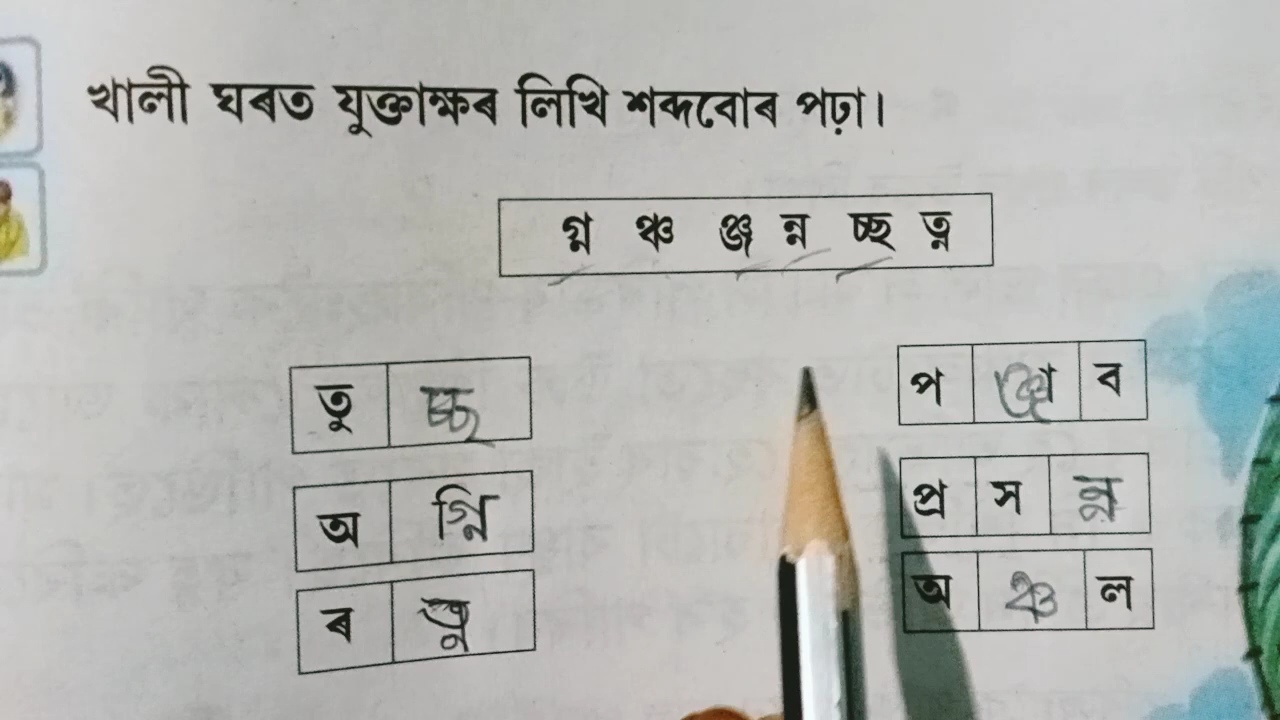 খালী ঘৰত যুক্তাক্ষৰ লিখি শব্দবোৰ পঢ়া।
গ্ন ঞ্চ ঞ্জ ন্ন চ্ছ ত্ন
তু চ্ছ
প ব
অ গ্নি
প্ৰ স ন্ন
ৰ ত্ন
অ ঞ্চ ল